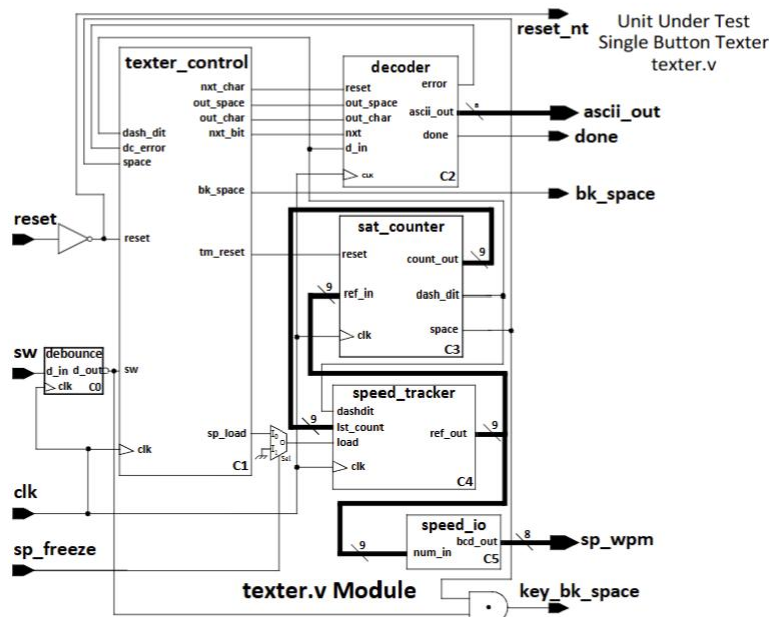 reset_nt
Unit Under Test
Single Button Texter
texter.v
texter_control
nxt_char
out_space
out_char
nxt_bit
dash_dit
dc_error
space
bk_space
reset
tm_reset
sw
sp_load
clk
C1
decoder
error
reset
out_space
ascii_out
out_char
nxt
done
d_in
CLK
C2
8
ascii_out
done
bk_space
reset
sat_counter
count_out
9
reset
9
ref_in
dash_dit
clk
space
C3
sw
debounce
d_in d_out
clk
C0
speed_tracker
dashdit
9
lst_count
ref_out
9
load
clk
C4
I0
I1
O
Sel
clk
sp_freeze
speed_io
bcd_out
8
num_in
9
C5
sp_wpm
texter.v Module
key_bk_space